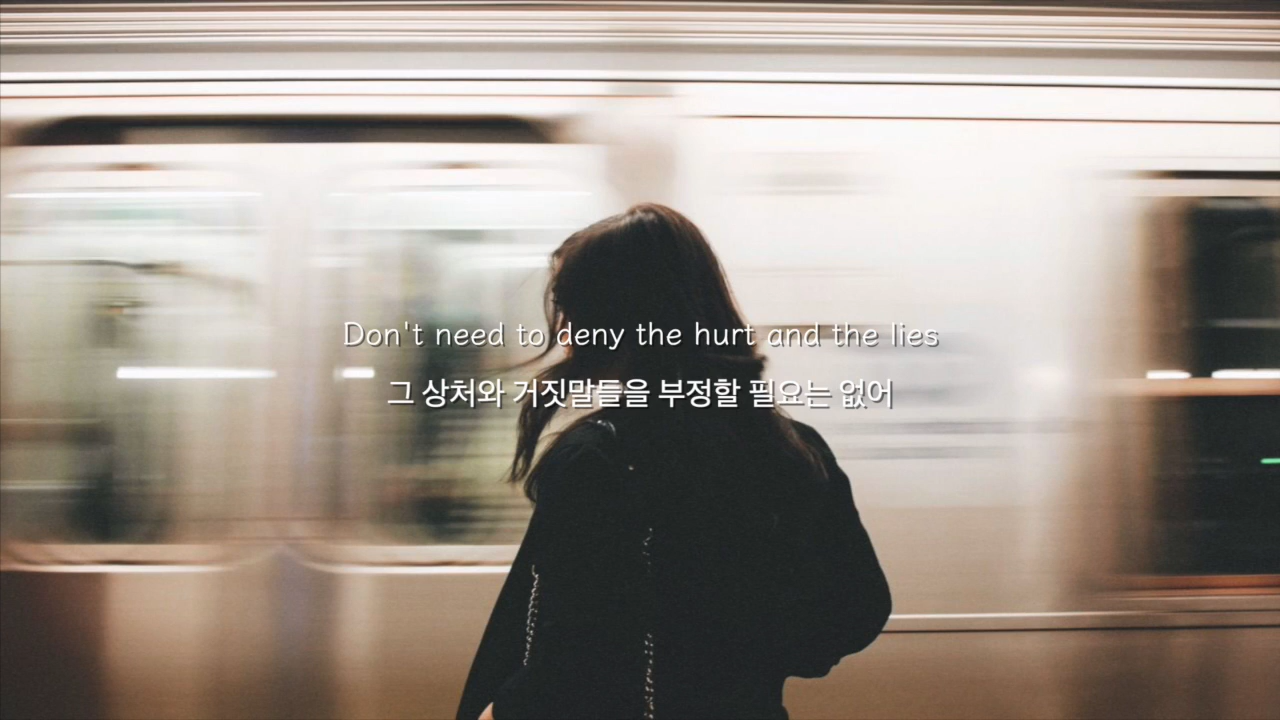 Don't need to deny the hurt and the lies
그 상처와 거짓말들을 부정할 필요는 없어